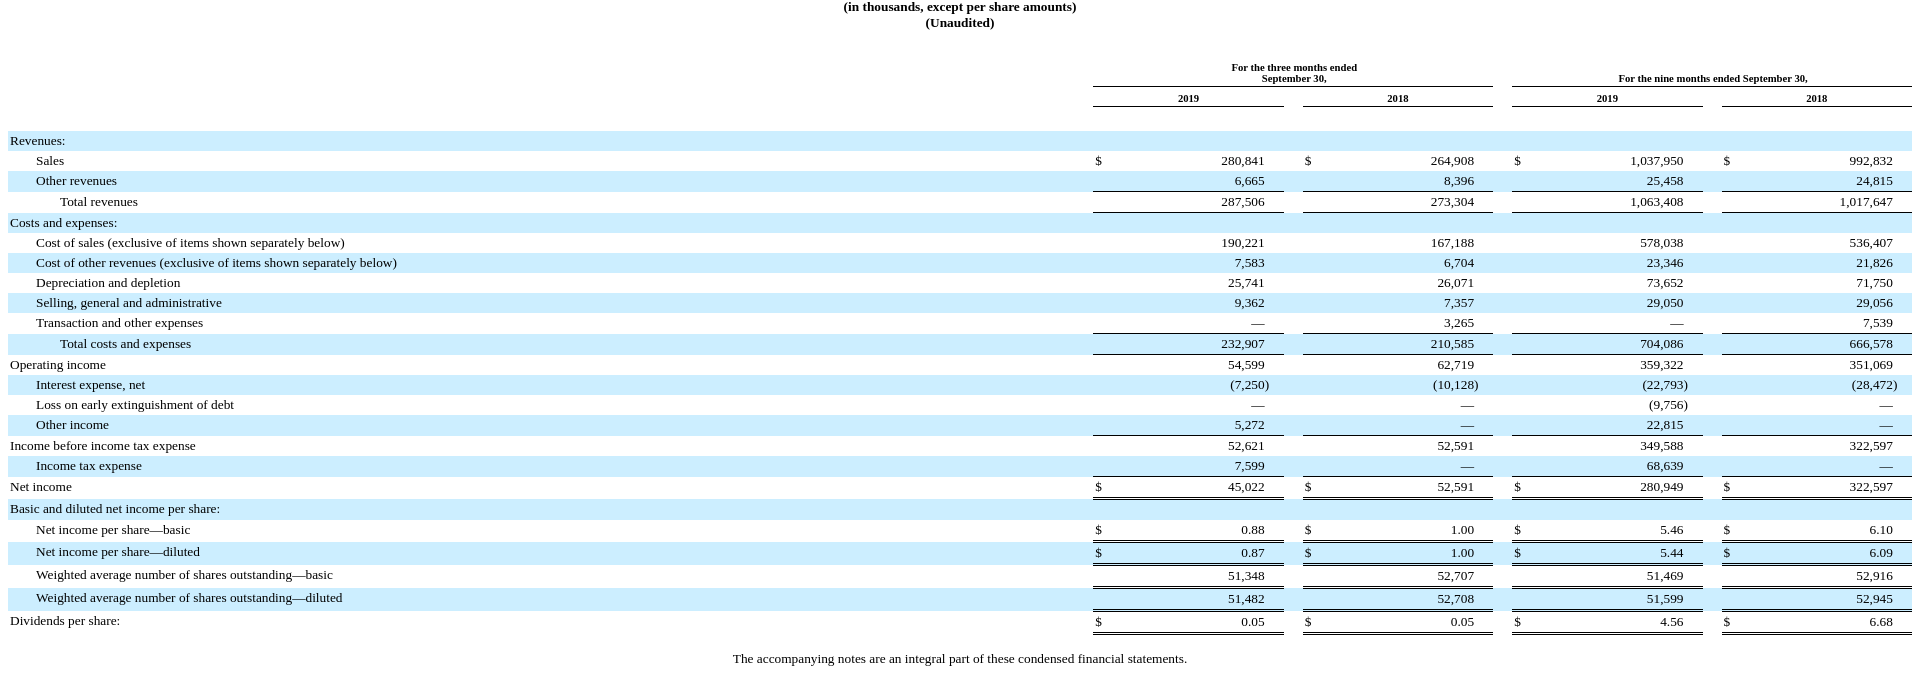 (in thousands, except per share amounts)
(Unaudited)
For the three months ended
September 30,
For the nine months ended September 30,
2019 2018 2019 2018
Revenues:
Sales $ 280,841 $ 264,908 $ 1,037,950 $ 992,832
Other revenues 6,665 8,396 25,458 24,815
Total revenues 287,506 273,304 1,063,408 1,017,647
Costs and expenses:
Cost of sales (exclusive of items shown separately below) 190,221 167,188 578,038 536,407
Cost of other revenues (exclusive of items shown separately below) 7,583 6,704 23,346 21,826
Depreciation and depletion 25,741 26,071 73,652 71,750
Selling, general and administrative 9,362 7,357 29,050 29,056
Transaction and other expenses — 3,265 — 7,539
Total costs and expenses 232,907 210,585 704,086 666,578
Operating income 54,599 62,719 359,322 351,069
Interest expense, net (7,250) (10,128) (22,793) (28,472)
Loss on early extinguishment of debt — — (9,756) —
Other income 5,272 — 22,815 —
Income before income tax expense 52,621 52,591 349,588 322,597
Income tax expense 7,599 — 68,639 —
Net income $ 45,022 $ 52,591 $ 280,949 $ 322,597
Basic and diluted net income per share:
Net income per share—basic $ 0.88 $ 1.00 $ 5.46 $ 6.10
Net income per share—diluted $ 0.87 $ 1.00 $ 5.44 $ 6.09
Weighted average number of shares outstanding—basic 51,348 52,707 51,469 52,916
Weighted average number of shares outstanding—diluted 51,482 52,708 51,599 52,945
Dividends per share: $ 0.05 $ 0.05 $ 4.56 $ 6.68
The accompanying notes are an integral part of these condensed financial statements.